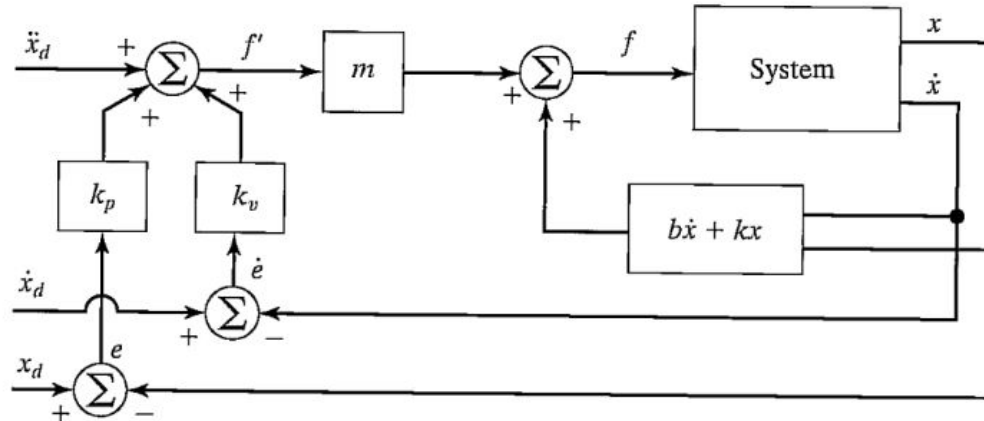 ẍ_d
+
Σ
f′
m
+
Σ
f
System
x
ẋ
+
+
+
k_p
k_v
bẋ + kx
ė
ẋ_d
+
Σ
−
e
x_d
+
Σ
−